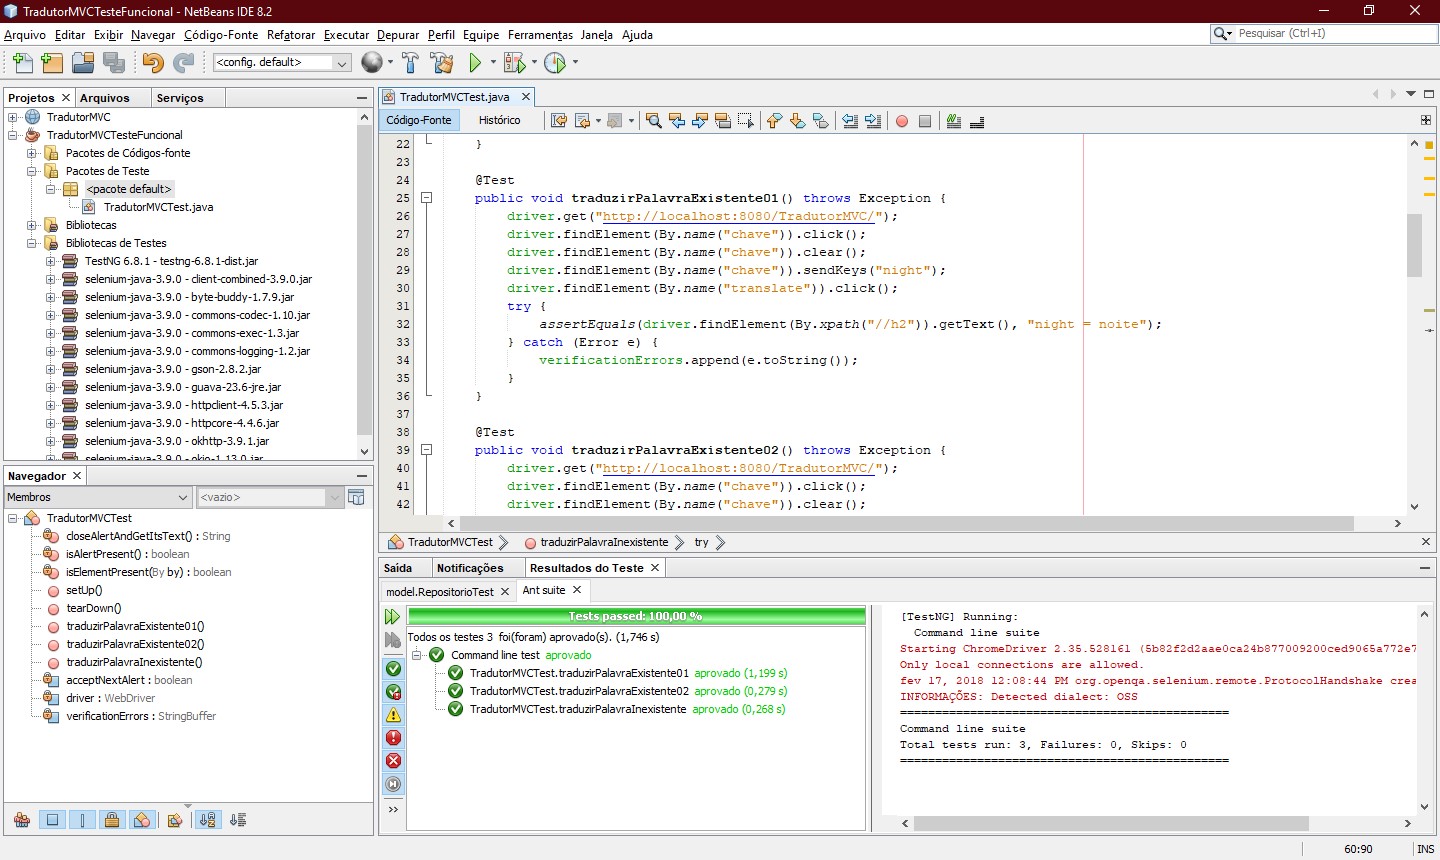 TradutorMVCTesteFuncional - NetBeans IDE 8.2
Arquivo Editar Exibir Navegar Código-Fonte Refatorar Executar Depurar Perfil Equipe Ferramentas Janela Ajuda
Pesquisar (Ctrl+I)
<config. default>
Projetos Arquivos Serviços
TradutorMVC
TradutorMVCTesteFuncional
Pacotes de Códigos-fonte
Pacotes de Teste
<pacote default>
TradutorMVCTest.java
Bibliotecas
Bibliotecas de Testes
TestNG 6.8.1 - testng-6.8.1-dist.jar
selenium-java-3.9.0 - client-combined-3.9.0.jar
selenium-java-3.9.0 - byte-buddy-1.7.9.jar
selenium-java-3.9.0 - commons-codec-1.10.jar
selenium-java-3.9.0 - commons-exec-1.3.jar
selenium-java-3.9.0 - commons-logging-1.2.jar
selenium-java-3.9.0 - gson-2.8.2.jar
selenium-java-3.9.0 - guava-23.6-jre.jar
selenium-java-3.9.0 - httpclient-4.5.3.jar
selenium-java-3.9.0 - httpcore-4.4.6.jar
selenium-java-3.9.0 - okhttp-3.9.1.jar
selenium-java-3.9.0 - okio-1.13.0.jar
Navegador
Membros <vazio>
TradutorMVCTest
closeAlertAndGetItsText() : String
isAlertPresent() : boolean
isElementPresent(By by) : boolean
setUp()
tearDown()
traduzirPalavraExistente01()
traduzirPalavraExistente02()
traduzirPalavraInexistente()
acceptNextAlert : boolean
driver : WebDriver
verificationErrors : StringBuffer
TradutorMVCTest.java
Código-Fonte Histórico
22 }
23
24 @Test
25 public void traduzirPalavraExistente01() throws Exception {
26 driver.get("http://localhost:8080/TradutorMVC/");
27 driver.findElement(By.name("chave")).click();
28 driver.findElement(By.name("chave")).clear();
29 driver.findElement(By.name("chave")).sendKeys("night");
30 driver.findElement(By.name("translate")).click();
31 try {
32 assertEquals(driver.findElement(By.xpath("//h2")).getText(), "night = noite");
33 } catch (Error e) {
34 verificationErrors.append(e.toString());
35 }
36 }
37
38 @Test
39 public void traduzirPalavraExistente02() throws Exception {
40 driver.get("http://localhost:8080/TradutorMVC/");
41 driver.findElement(By.name("chave")).click();
42 driver.findElement(By.name("chave")).clear();
TradutorMVCTest traduzirPalavraInexistente try
Saída Notificações Resultados do Teste
model.RepositorioTest Ant suite
Tests passed: 100,00 %
Todos os testes 3 foi(foram) aprovado(s). (1,746 s)
Command line test aprovado
TradutorMVCTest.traduzirPalavraExistente01 aprovado (1,199 s)
TradutorMVCTest.traduzirPalavraExistente02 aprovado (0,279 s)
TradutorMVCTest.traduzirPalavraInexistente aprovado (0,268 s)
[TestNG] Running:
Command line suite
Starting ChromeDriver 2.35.528161 (5b82f2d2aae0ca24b877009200ced9065a772e7
Only local connections are allowed.
fev 17, 2018 12:08:44 PM org.openqa.selenium.remote.ProtocolHandshake crea
INFORMAÇÕES: Detected dialect: OSS
===============================================
Command line suite
Total tests run: 3, Failures: 0, Skips: 0
===============================================
60:90 INS